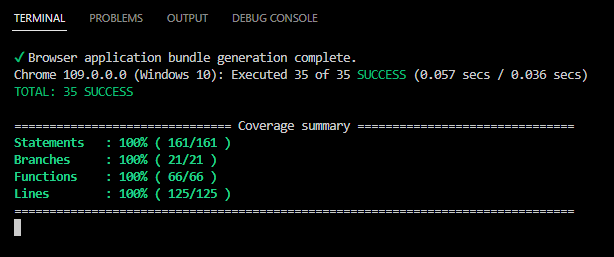 TERMINAL PROBLEMS OUTPUT DEBUG CONSOLE
✓ Browser application bundle generation complete.
Chrome 109.0.0.0 (Windows 10): Executed 35 of 35 SUCCESS (0.057 secs / 0.036 secs)
TOTAL: 35 SUCCESS
=============================== Coverage summary ===============================
Statements   : 100% ( 161/161 )
Branches     : 100% ( 21/21 )
Functions    : 100% ( 66/66 )
Lines        : 100% ( 125/125 )
================================================================================